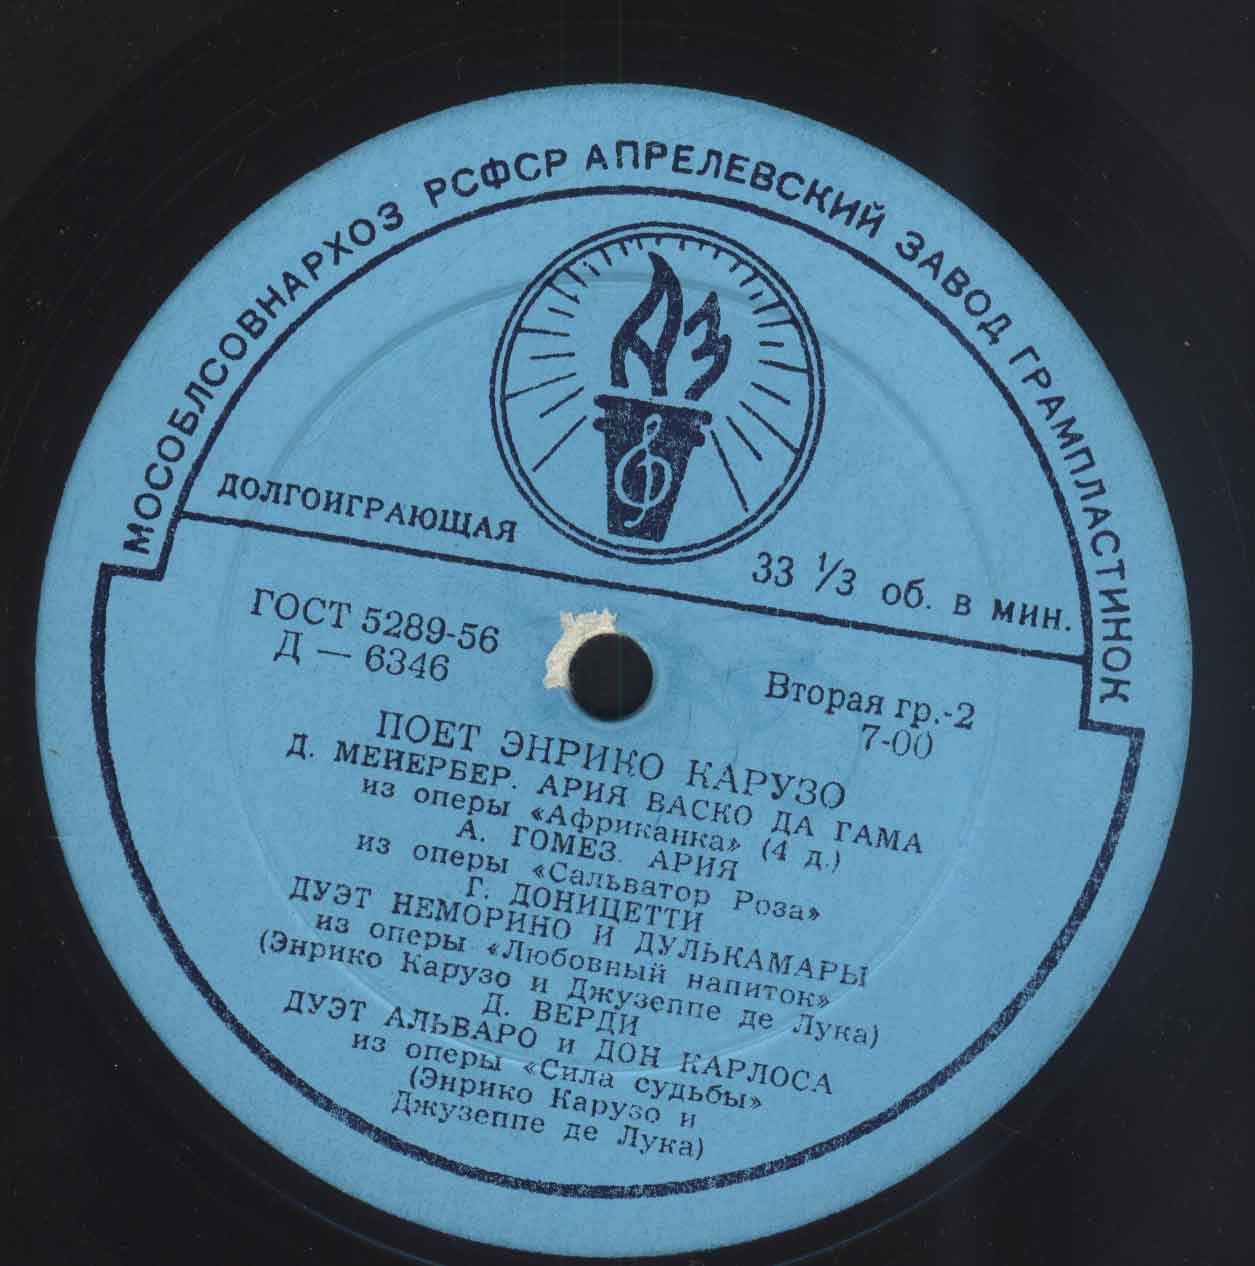 МОСОБЛСОВНАРХОЗ РСФСР АПРЕЛЕВСКИЙ ЗАВОД ГРАМПЛАСТИНОК
АЗ
ДОЛГОИГРАЮЩАЯ
33 1/3 об. в мин.
ГОСТ 5289-56
Д — 6346
Вторая гр.-2
7-00
ПОЕТ ЭНРИКО КАРУЗО
Д. МЕЙЕРБЕР. АРИЯ ВАСКО ДА ГАМА
из оперы «Африканка» (4 д.)
А. ГОМЕЗ. АРИЯ
из оперы «Сальватор Роза»
Г. ДОНИЦЕТТИ
ДУЭТ НЕМОРИНО И ДУЛЬКАМАРЫ
из оперы «Любовный напиток»
(Энрико Карузо и Джузеппе де Лука)
Д. ВЕРДИ
ДУЭТ АЛЬВАРО и ДОН КАРЛОСА
из оперы «Сила судьбы»
(Энрико Карузо и
Джузеппе де Лука)